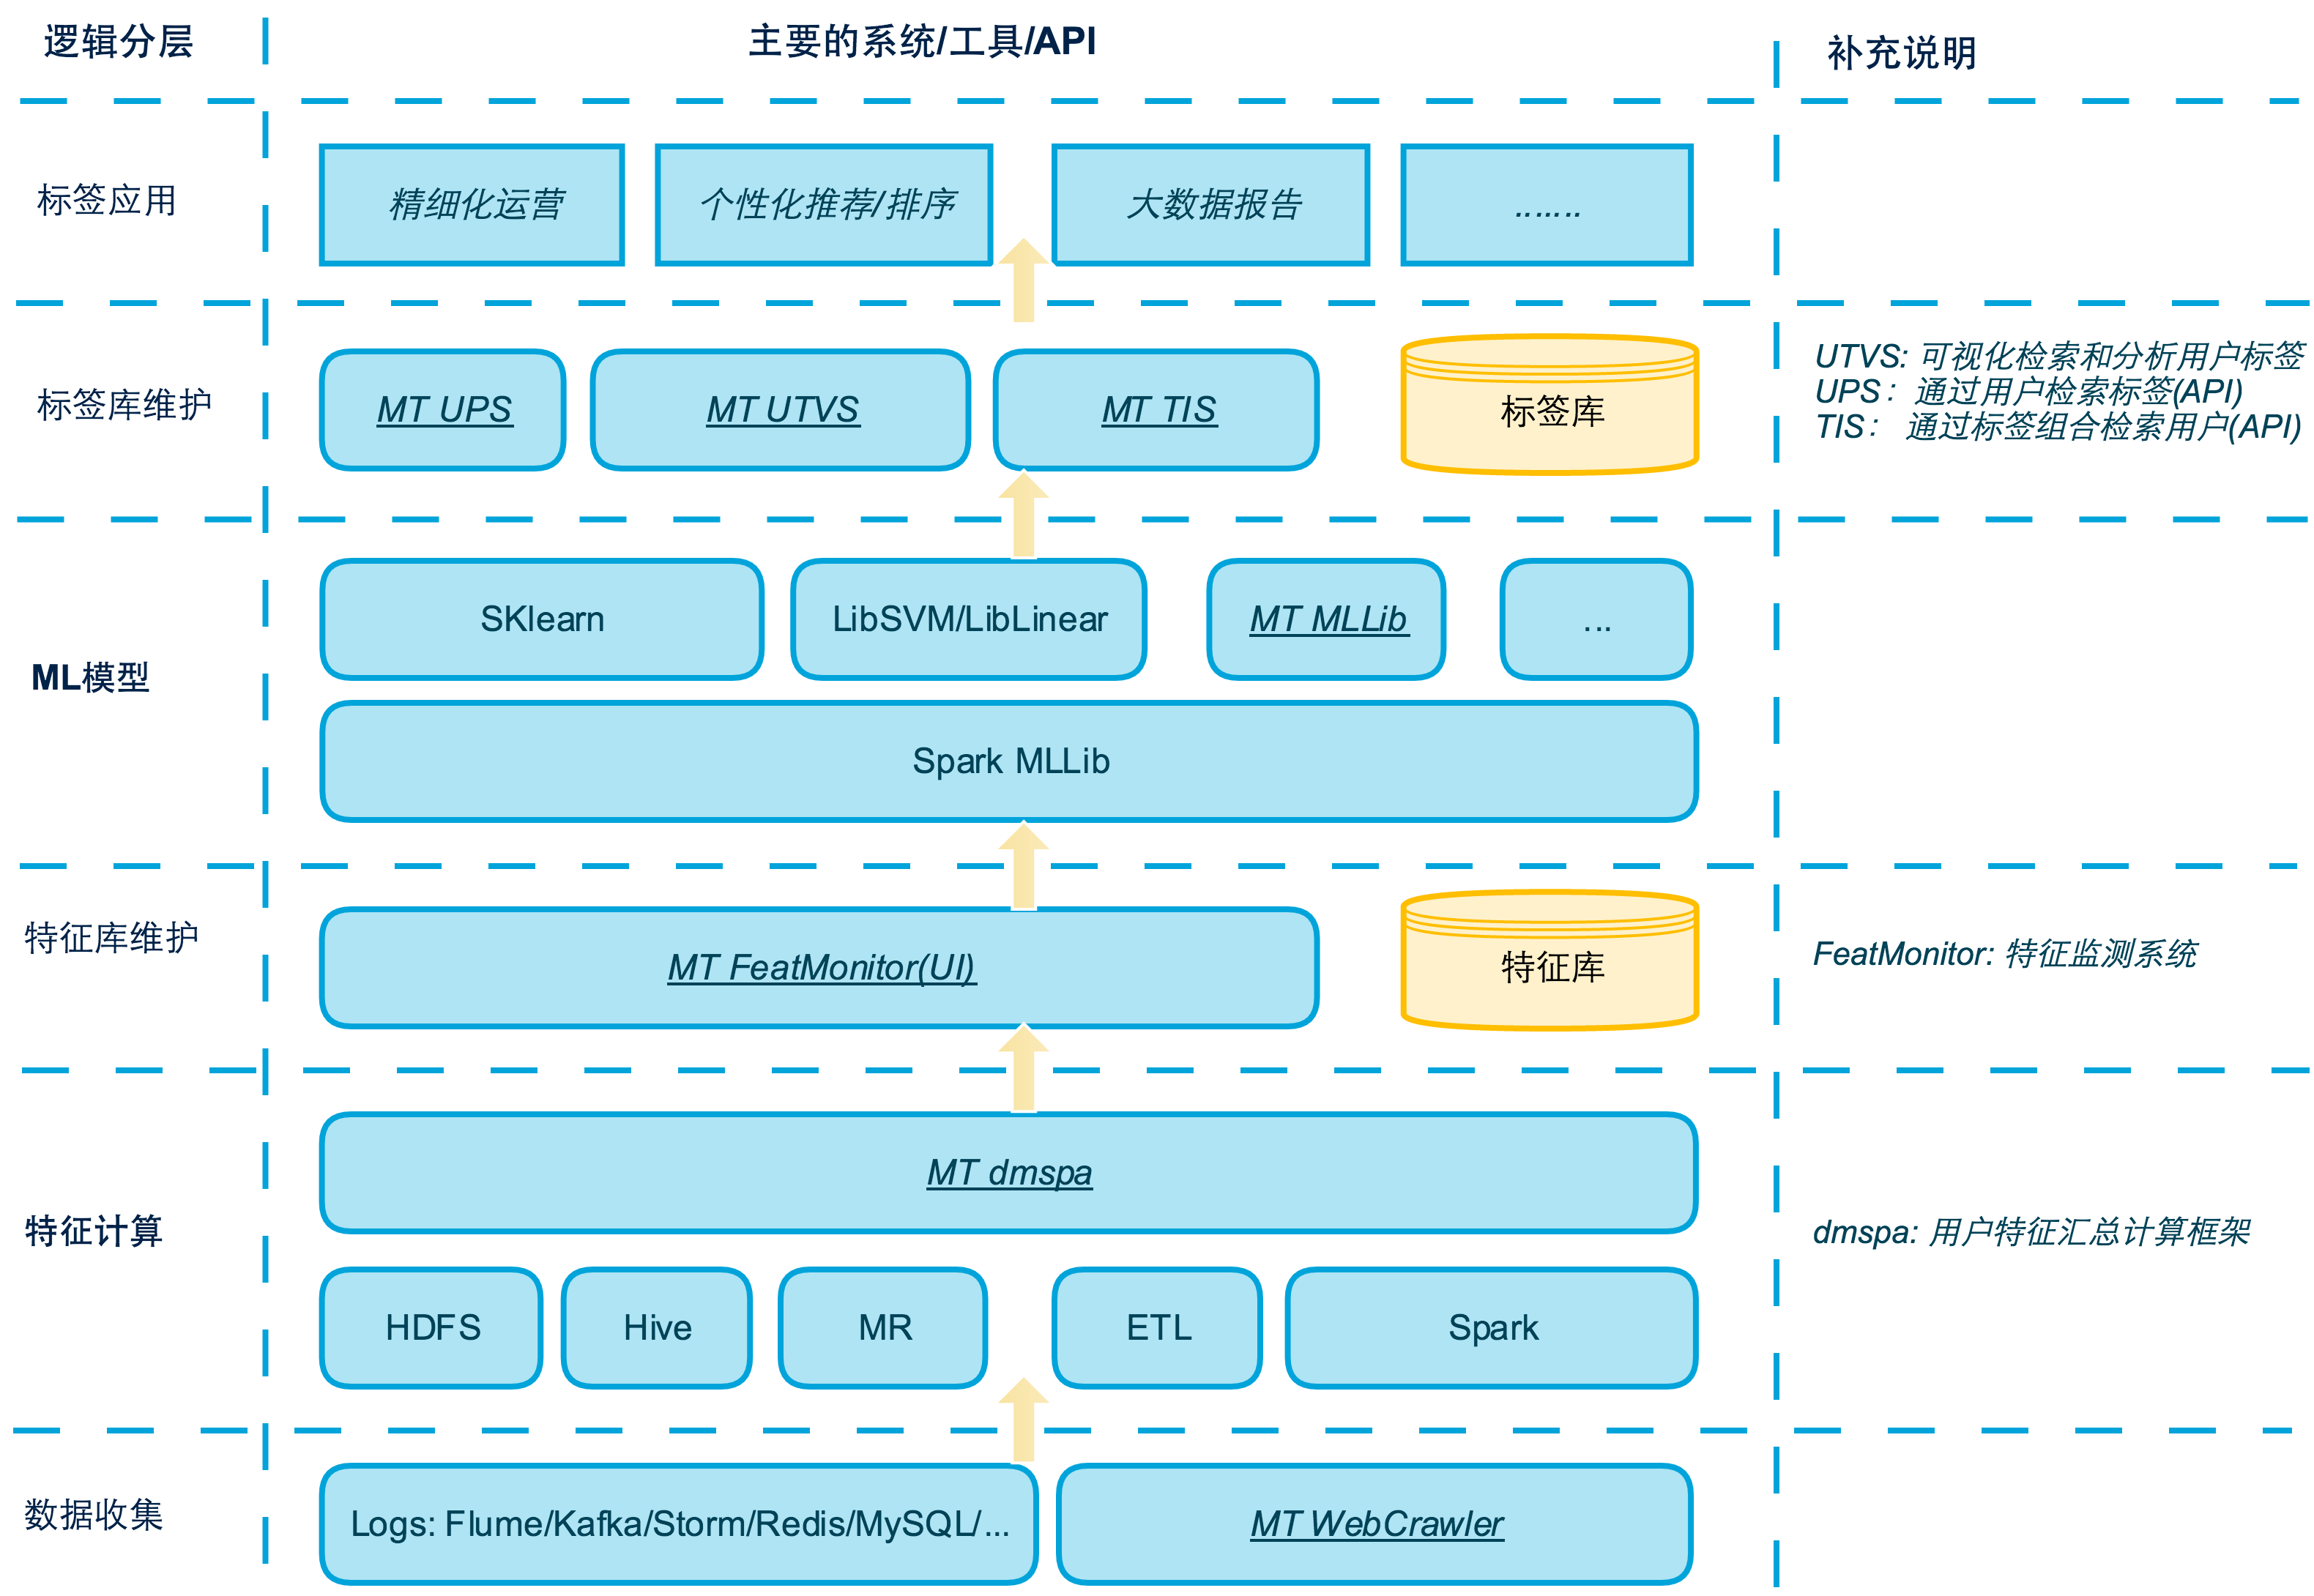 逻辑分层
主要的系统/工具/API
补充说明
标签应用
精细化运营
个性化推荐/排序
大数据报告
.......
标签库维护
MT UPS
MT UTVS
MT TIS
标签库
UTVS: 可视化检索和分析用户标签
UPS: 通过用户检索标签(API)
TIS: 通过标签组合检索用户(API)
ML模型
SKlearn
LibSVM/LibLinear
MT MLLib
...
Spark MLLib
特征库维护
MT FeatMonitor(UI)
特征库
FeatMonitor: 特征监测系统
特征计算
MT dmspa
dmspa: 用户特征汇总计算框架
HDFS
Hive
MR
ETL
Spark
数据收集
Logs: Flume/Kafka/Storm/Redis/MySQL/...
MT WebCrawler